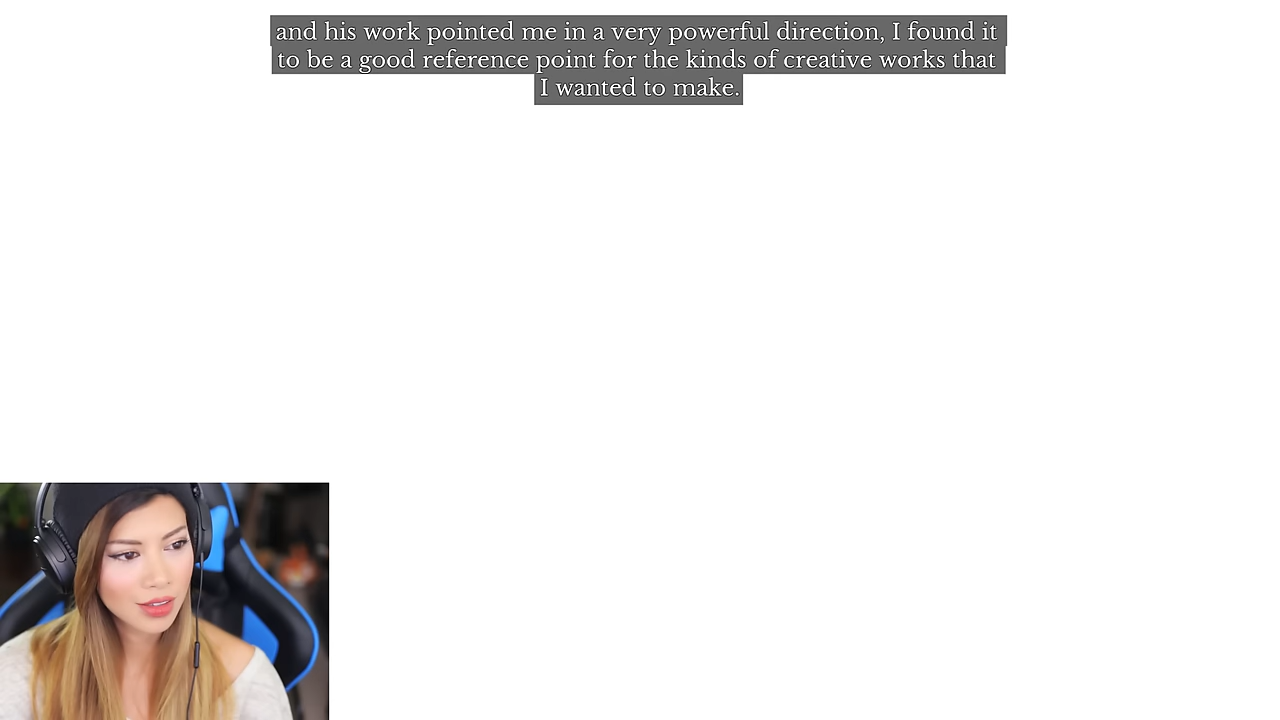 and his work pointed me in a very powerful direction, I found it
to be a good reference point for the kinds of creative works that
I wanted to make.